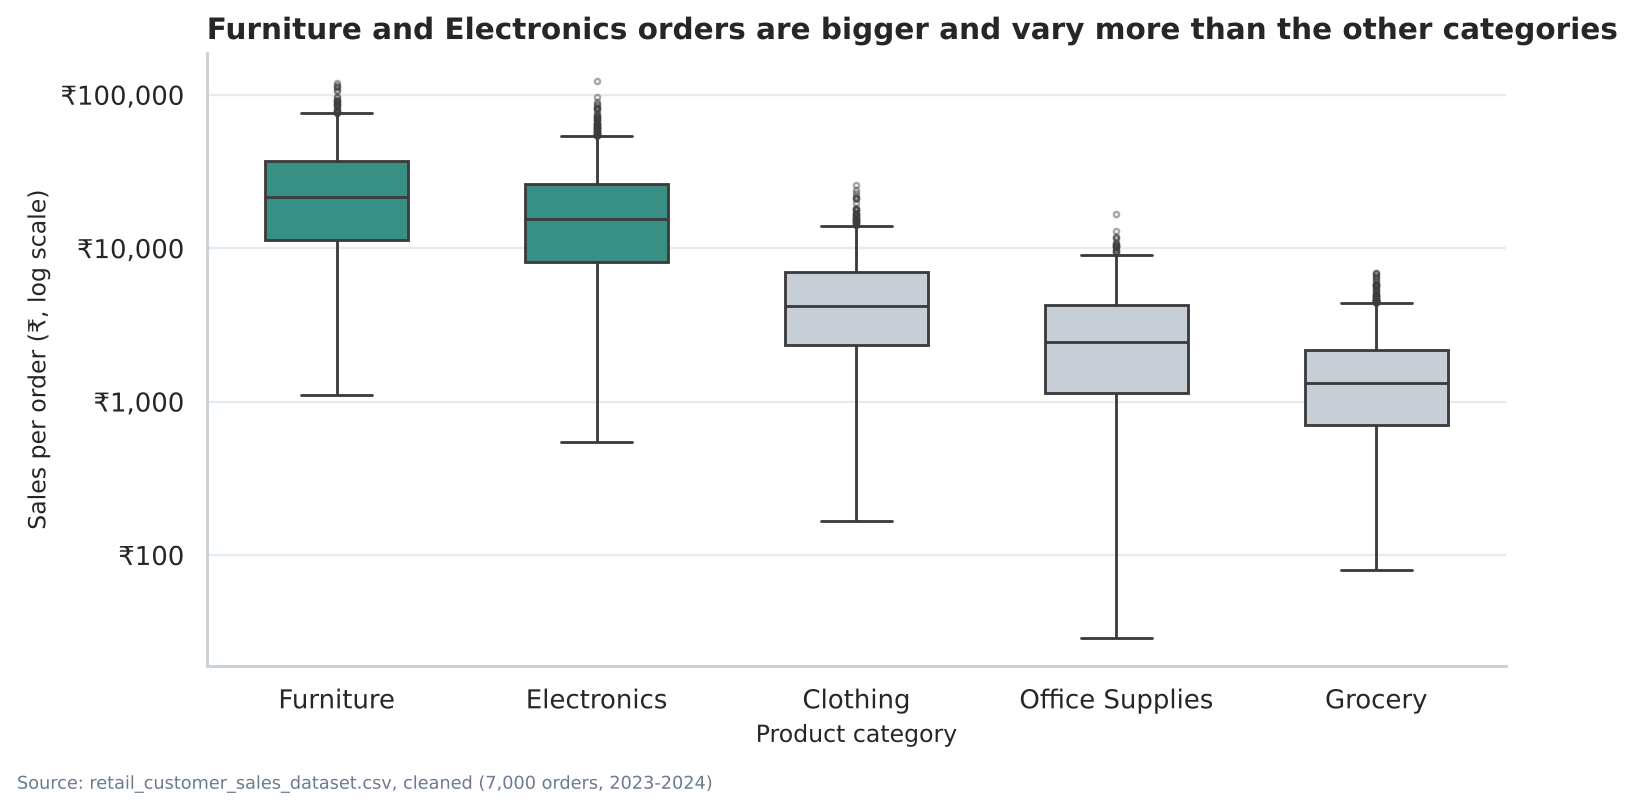 Furniture and Electronics orders are bigger and vary more than the other categories
₹100,000
₹10,000
₹1,000
₹100
Sales per order (₹, log scale)
Furniture
Electronics
Clothing
Office Supplies
Grocery
Product category
Source: retail_customer_sales_dataset.csv, cleaned (7,000 orders, 2023-2024)